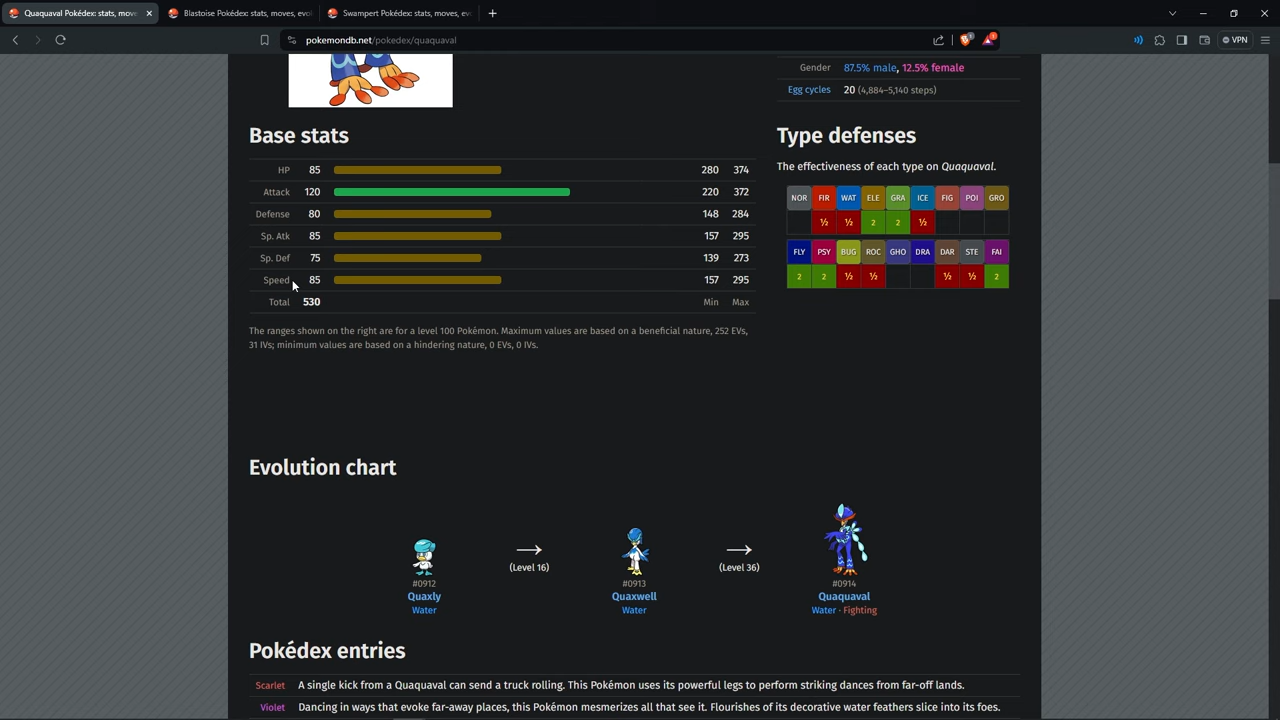 Quaquaval Pokédex: stats, mov
Blastoise Pokédex: stats, moves, evol
Swampert Pokédex: stats, moves, ev
pokemondb.net/pokedex/quaquaval
1
VPN
Gender 87.5% male, 12.5% female
Egg cycles 20 (4,884–5,140 steps)
Base stats
HP 85 280 374
Attack 120 220 372
Defense 80 148 284
Sp. Atk 85 157 295
Sp. Def 75 139 273
Speed 85 157 295
Total 530 Min Max
The ranges shown on the right are for a level 100 Pokémon. Maximum values are based on a beneficial nature, 252 EVs,
31 IVs; minimum values are based on a hindering nature, 0 EVs, 0 IVs.
Type defenses
The effectiveness of each type on Quaquaval.
NOR FIR WAT ELE GRA ICE FIG POI GRO
½ ½ 2 2 ½
FLY PSY BUG ROC GHO DRA DAR STE FAI
2 2 ½ ½ ½ ½ 2
Evolution chart
→ →
(Level 16) (Level 36)
#0912 #0913 #0914
Quaxly Quaxwell Quaquaval
Water Water Water · Fighting
Pokédex entries
Scarlet A single kick from a Quaquaval can send a truck rolling. This Pokémon uses its powerful legs to perform striking dances from far-off lands.
Violet Dancing in ways that evoke far-away places, this Pokémon mesmerizes all that see it. Flourishes of its decorative water feathers slice into its foes.